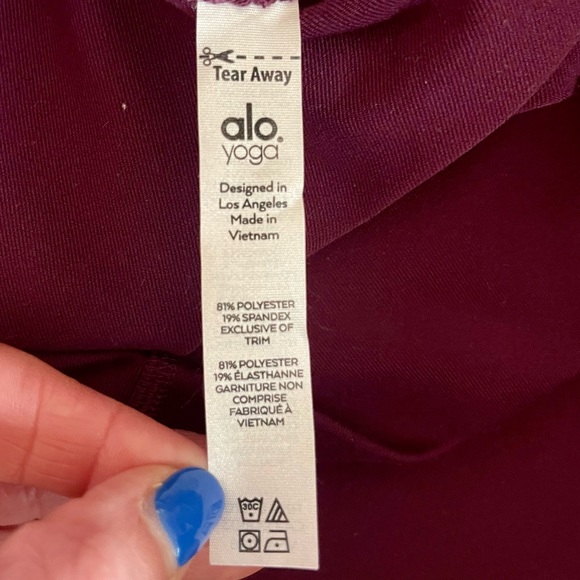 Tear Away
alo
yoga
Designed in
Los Angeles
Made in
Vietnam
81% POLYESTER
19% SPANDEX
EXCLUSIVE OF
TRIM
81% POLYESTER
19% ÉLASTHANNE
GARNITURE NON
COMPRISE
FABRIQUÉ À
VIETNAM
30C